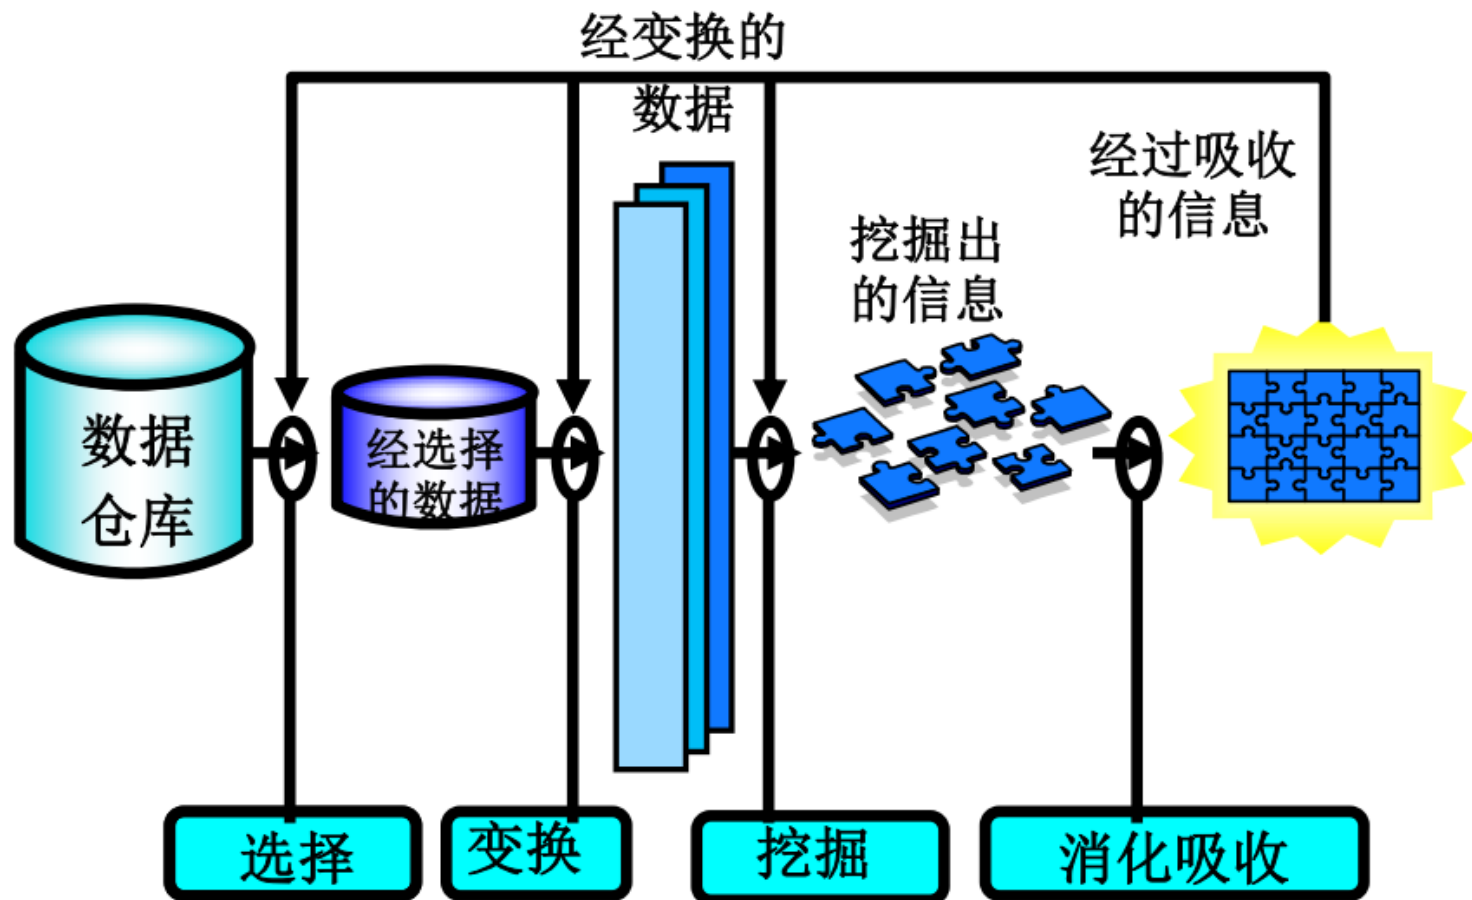 经变换的
数据
经过吸收
的信息
挖掘出
的信息
数据
仓库
经选择
的数据
选择
变换
挖掘
消化吸收